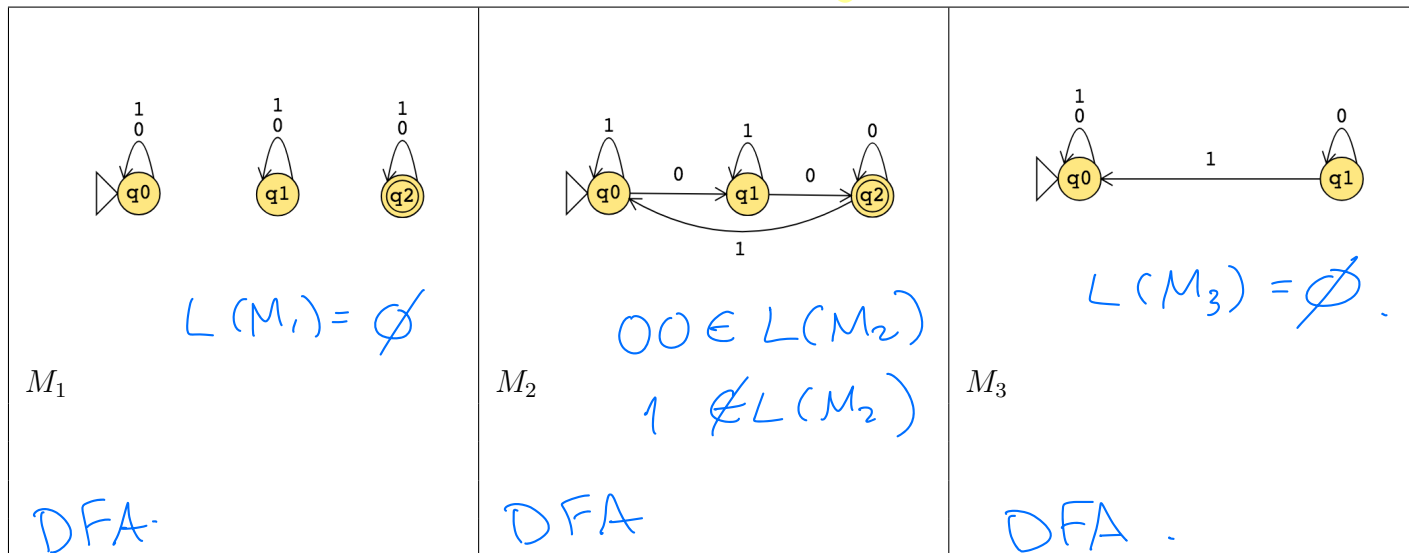 1
0
1
0
1
0
q0
q1
q2
L(M₁) = ∅
M₁
DFA.
1
1
0
0
0
q0
q1
q2
1
00 ∈ L(M₂)
M₂
1 ∉ L(M₂)
DFA
1
0
0
1
q0
q1
L(M₃) = ∅.
M₃
DFA.